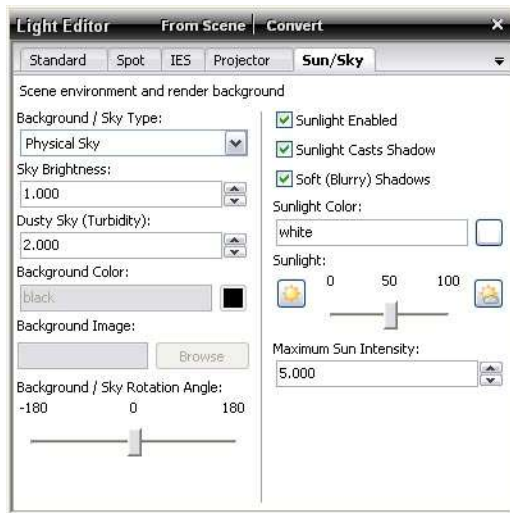 Light Editor From Scene Convert
Standard Spot IES Projector Sun/Sky
Scene environment and render background
Background / Sky Type:
Physical Sky
Sky Brightness:
1.000
Dusty Sky (Turbidity):
2.000
Background Color:
black
Background Image:
Browse
Background / Sky Rotation Angle:
-180 0 180
Sunlight Enabled
Sunlight Casts Shadow
Soft (Blurry) Shadows
Sunlight Color:
white
Sunlight:
0 50 100
Maximum Sun Intensity:
5.000